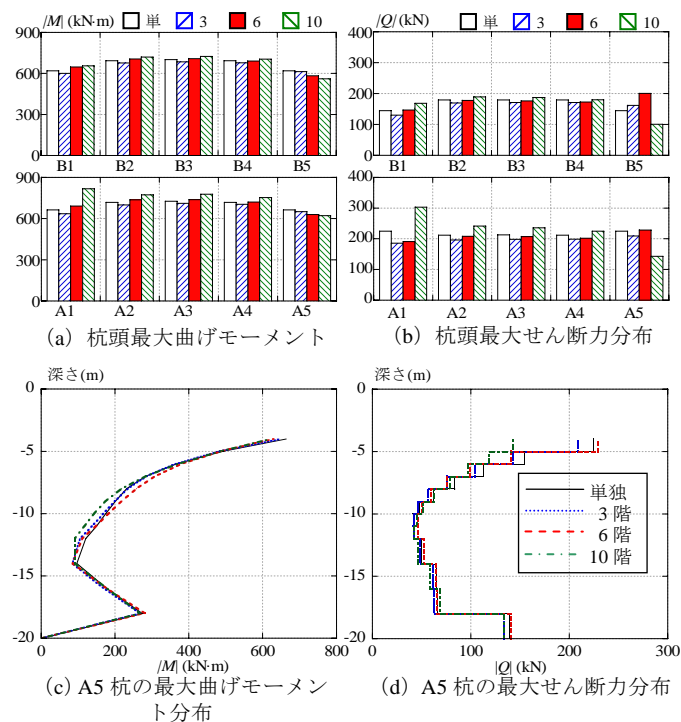 |M| (kN·m) 単 3 6 10
900
600
300
0
B1 B2 B3 B4 B5
900
600
300
0
A1 A2 A3 A4 A5
(a) 杭頭最大曲げモーメント
|Q| (kN) 単 3 6 10
400
300
200
100
0
B1 B2 B3 B4 B5
400
300
200
100
0
A1 A2 A3 A4 A5
(b) 杭頭最大せん断力分布
深さ(m)
0
-5
-10
-15
-20
0 200 400 600 800
|M| (kN·m)
(c) A5 杭の最大曲げモーメン
ト分布
深さ(m)
0
-5
-10
-15
-20
単独
3 階
6 階
10 階
0 100 200 300
|Q| (kN)
(d) A5 杭の最大せん断力分布